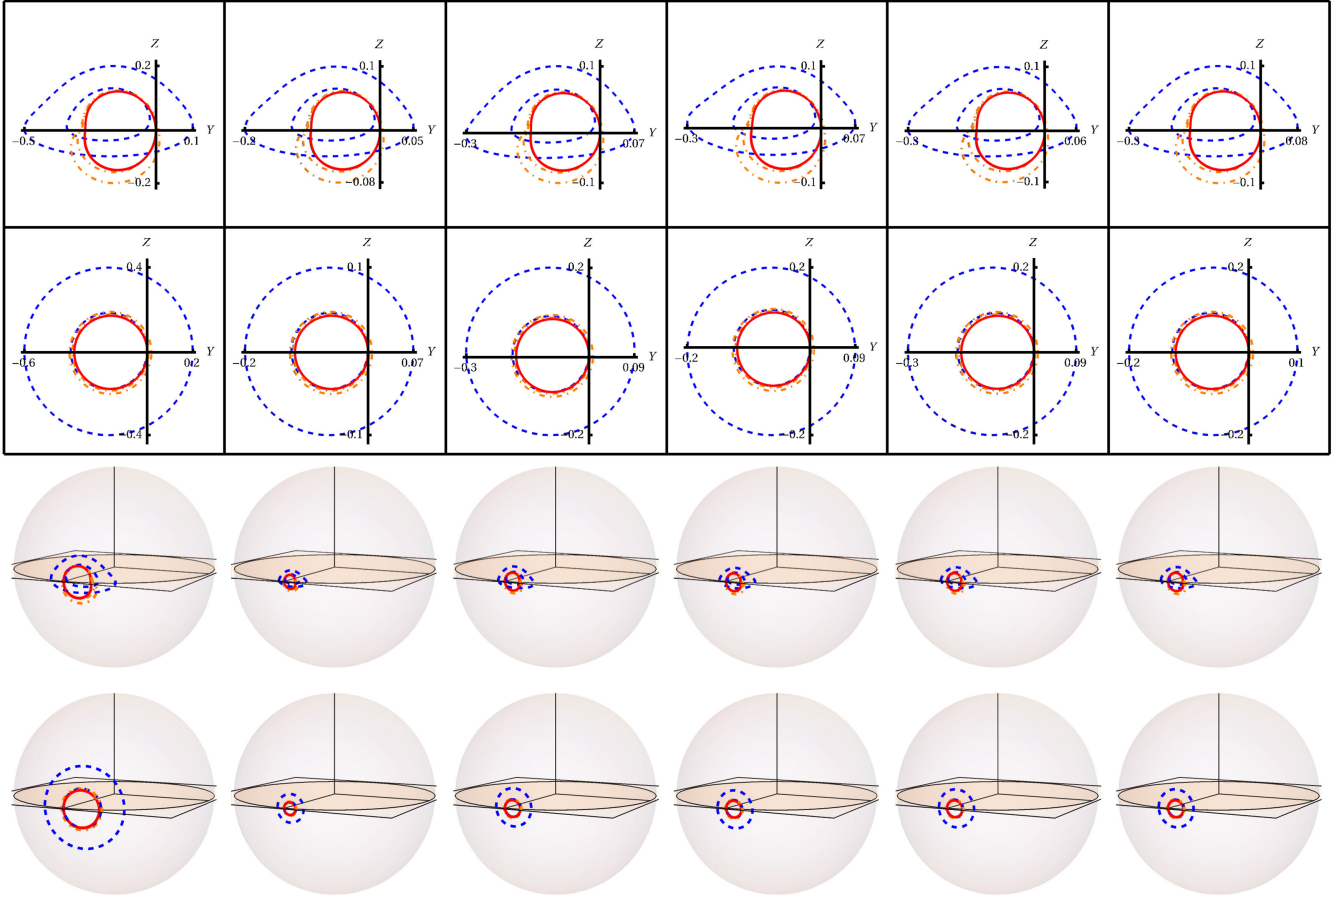 Z Z Z Z Z Z
0.2 0.1 0.1 0.1 0.1 0.1
Y Y Y Y Y Y
-0.5 0.1 -0.2 0.05 -0.3 0.07 -0.3 0.07 -0.3 0.06 -0.3 0.08
-0.2 -0.08 -0.1 -0.1 -0.1 -0.1
Z Z Z Z Z Z
0.4 0.1 0.2 0.2 0.2 0.2
Y Y Y Y Y Y
-0.6 0.2 -0.2 0.07 -0.3 0.09 -0.2 0.09 -0.3 0.09 -0.2 0.1
-0.4 -0.1 -0.2 -0.2 -0.2 -0.2